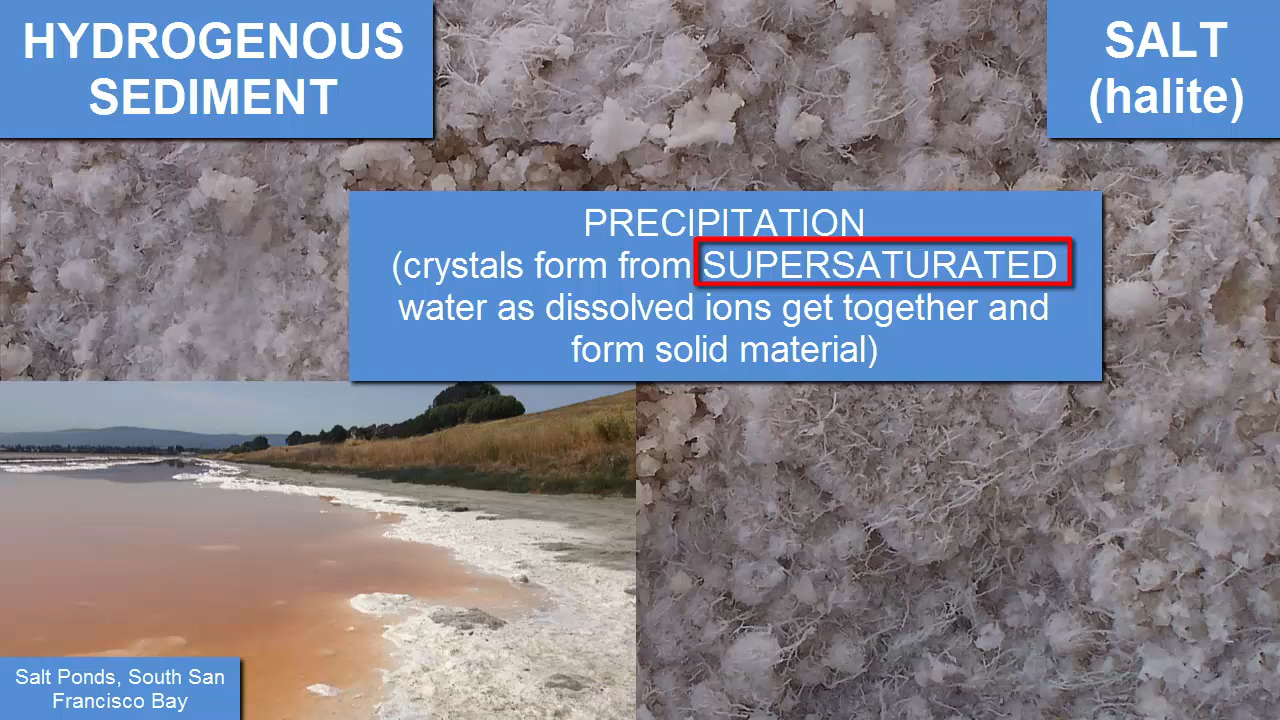 HYDROGENOUS
SEDIMENT
SALT
(halite)
PRECIPITATION
(crystals form from SUPERSATURATED
water as dissolved ions get together and
form solid material)
Salt Ponds, South San
Francisco Bay